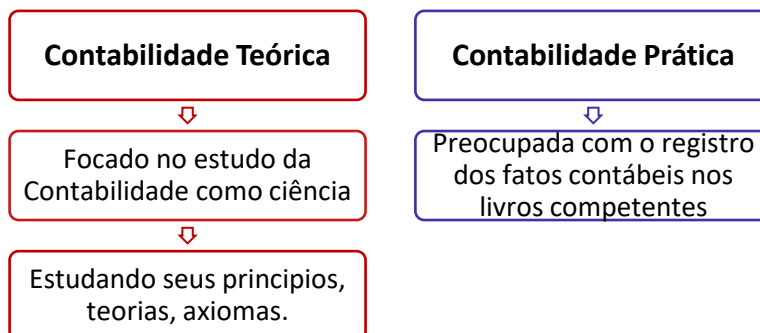 Contabilidade Teórica
Focado no estudo da
Contabilidade como ciência
Estudando seus principios,
teorias, axiomas.
Contabilidade Prática
Preocupada com o registro
dos fatos contábeis nos
livros competentes